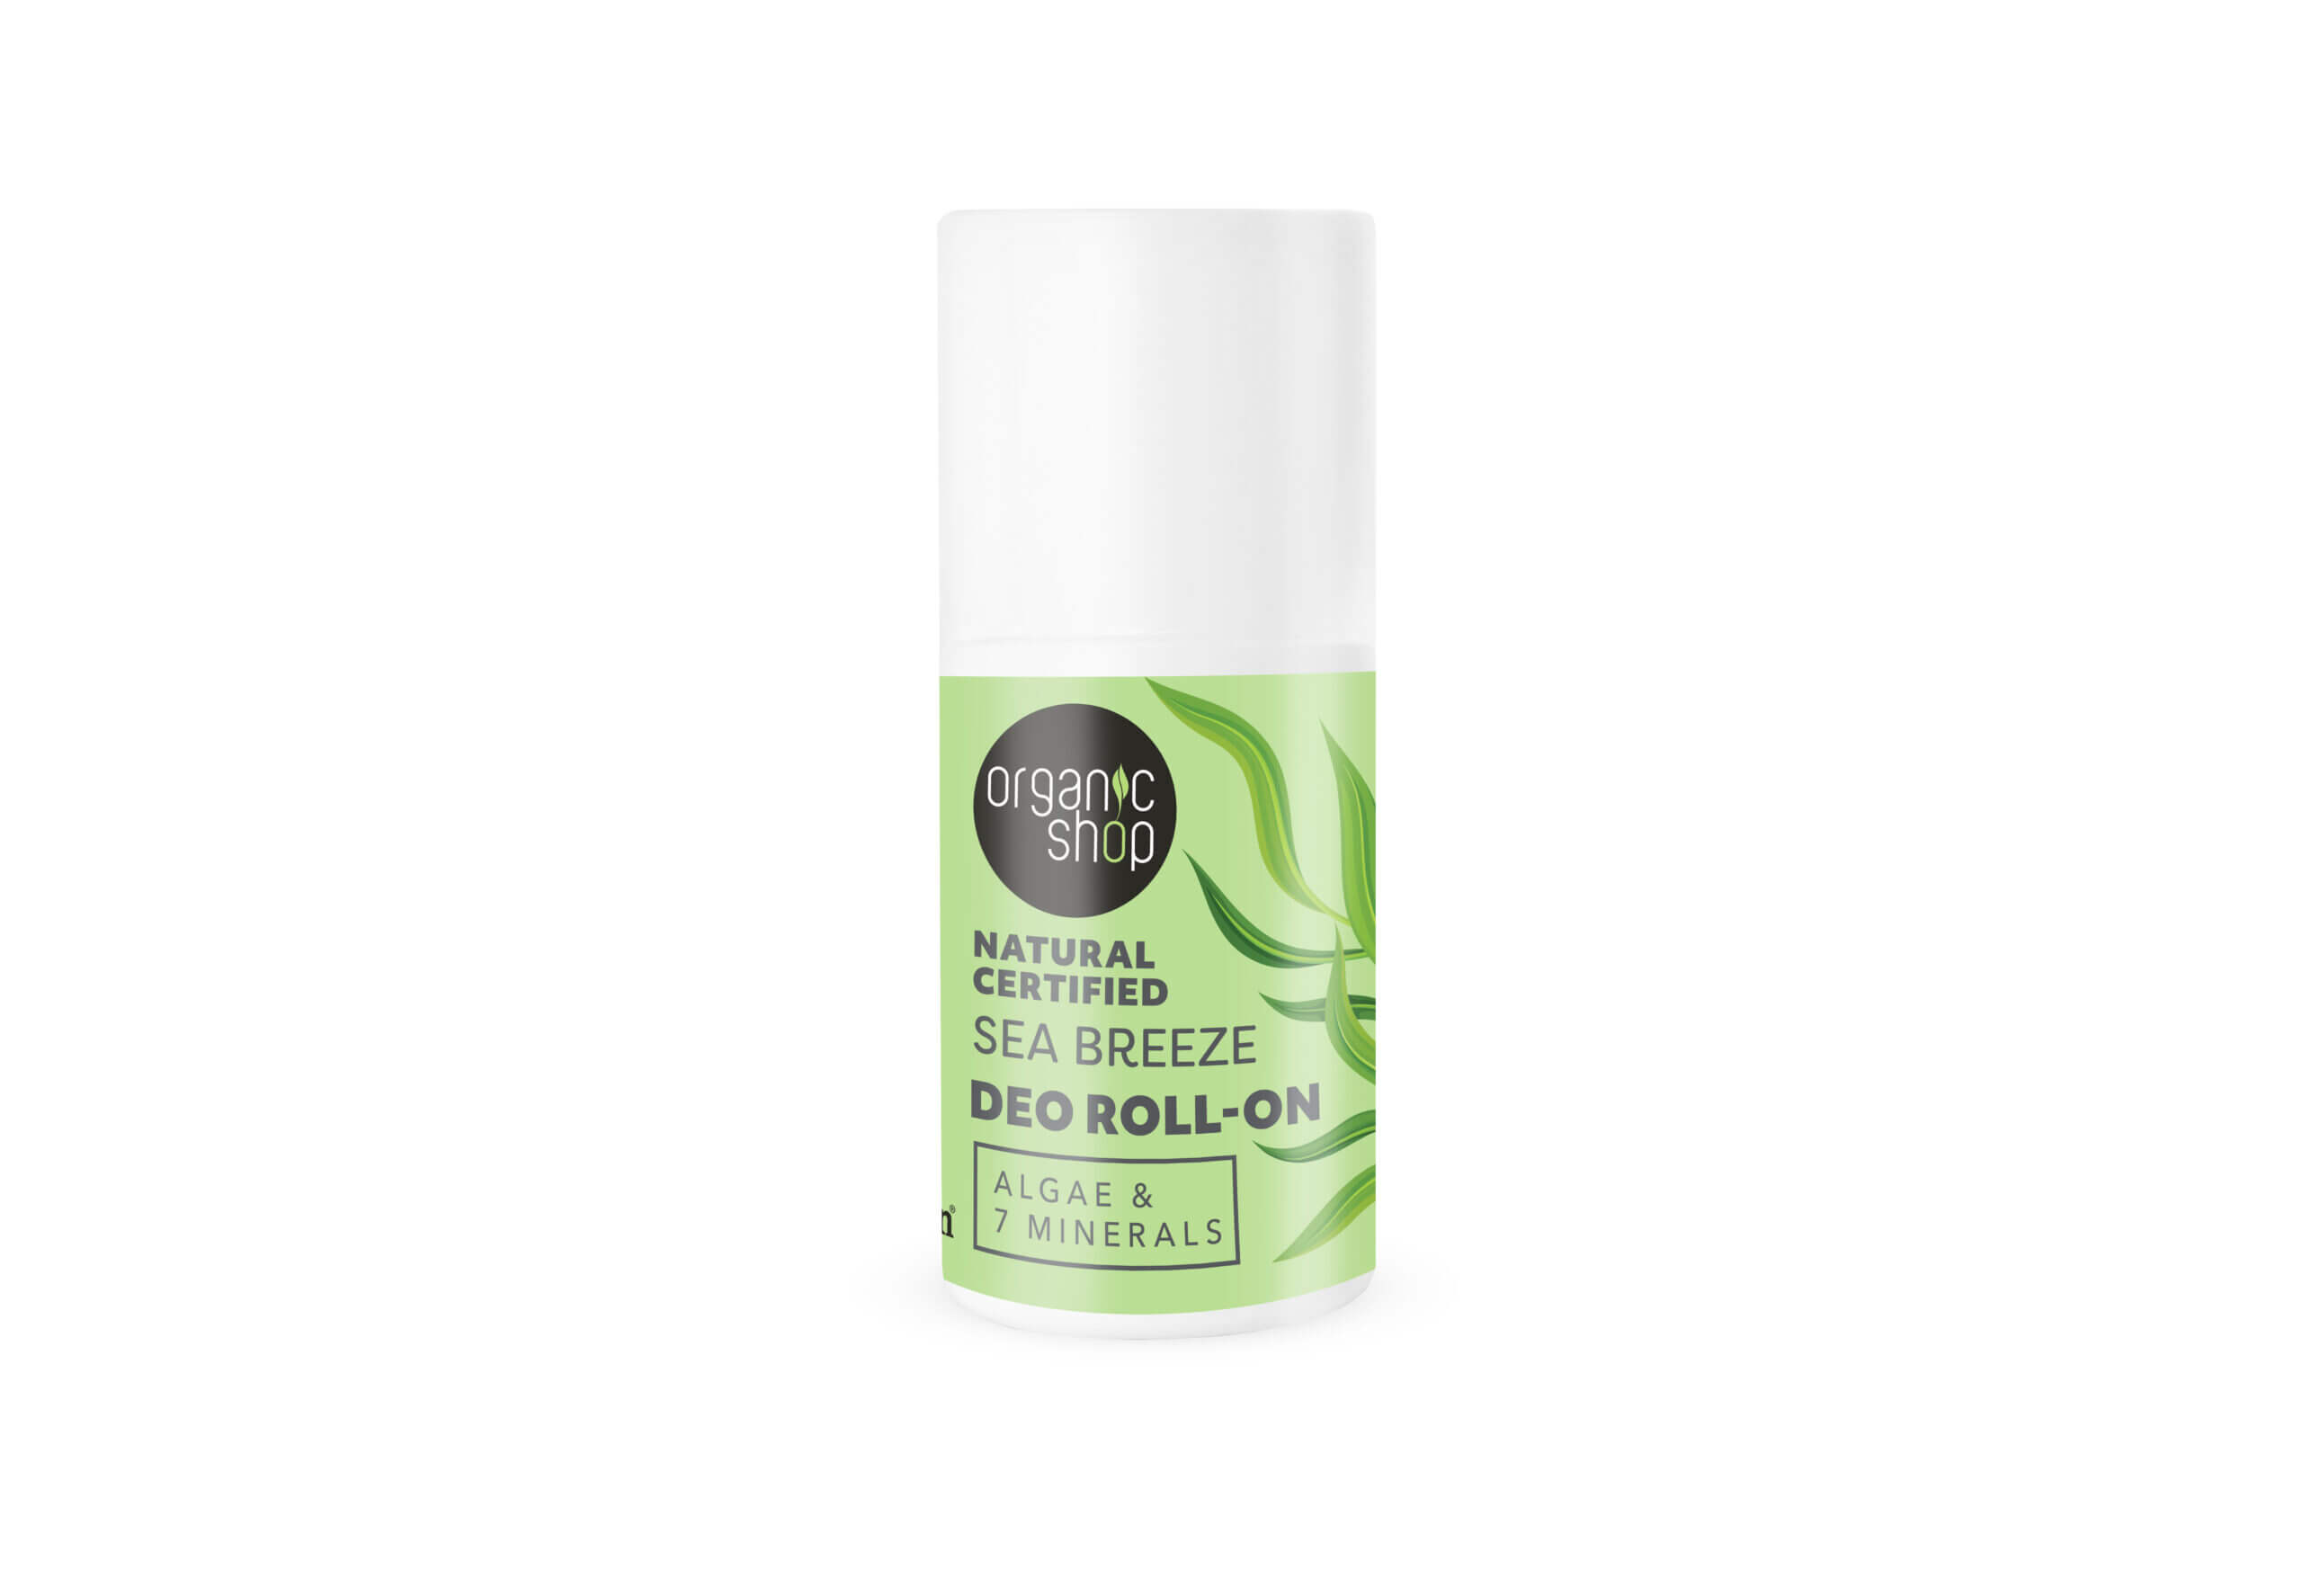 organic
shop
NATURAL
CERTIFIED
SEA BREEZE
DEO ROLL-ON
ALGAE &
7 MINERALS